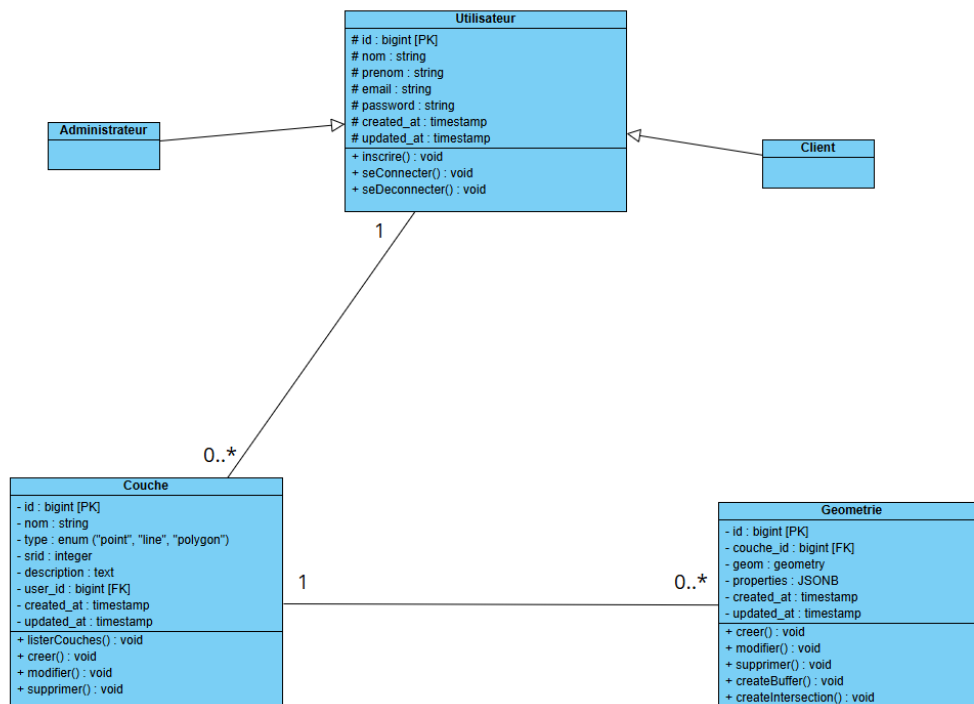 Utilisateur
# id : bigint [PK]
# nom : string
# prenom : string
# email : string
# password : string
# created_at : timestamp
# updated_at : timestamp
+ inscrire() : void
+ seConnecter() : void
+ seDeconnecter() : void
Administrateur
Client
1
0..*
Couche
- id : bigint [PK]
- nom : string
- type : enum ("point", "line", "polygon")
- srid : integer
- description : text
- user_id : bigint [FK]
- created_at : timestamp
- updated_at : timestamp
+ listerCouches() : void
+ creer() : void
+ modifier() : void
+ supprimer() : void
1
0..*
Geometrie
- id : bigint [PK]
- couche_id : bigint [FK]
- geom : geometry
- properties : JSONB
- created_at : timestamp
- updated_at : timestamp
+ creer() : void
+ modifier() : void
+ supprimer() : void
+ createBuffer() : void
+ createIntersection() : void